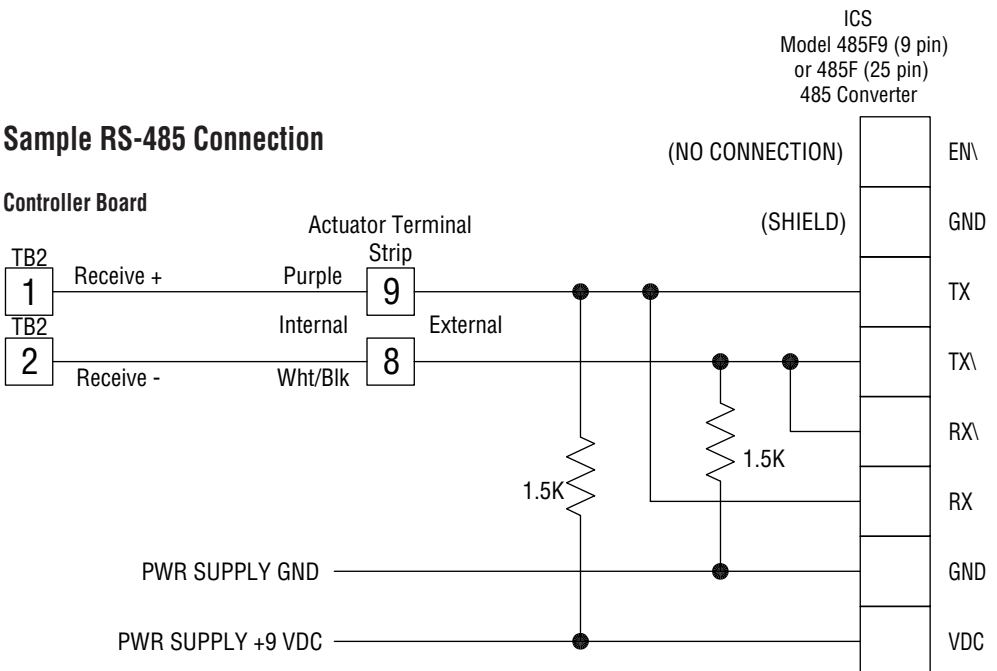 ICS
Model 485F9 (9 pin)
or 485F (25 pin)
485 Converter
Sample RS-485 Connection
(NO CONNECTION)
EN\
Controller Board
Actuator Terminal
Strip
(SHIELD)
GND
TB2
1
Receive +
Purple
9
TX
TB2
Internal
External
2
Receive -
Wht/Blk
8
TX\
RX\
1.5K
1.5K
RX
PWR SUPPLY GND
GND
PWR SUPPLY +9 VDC
VDC